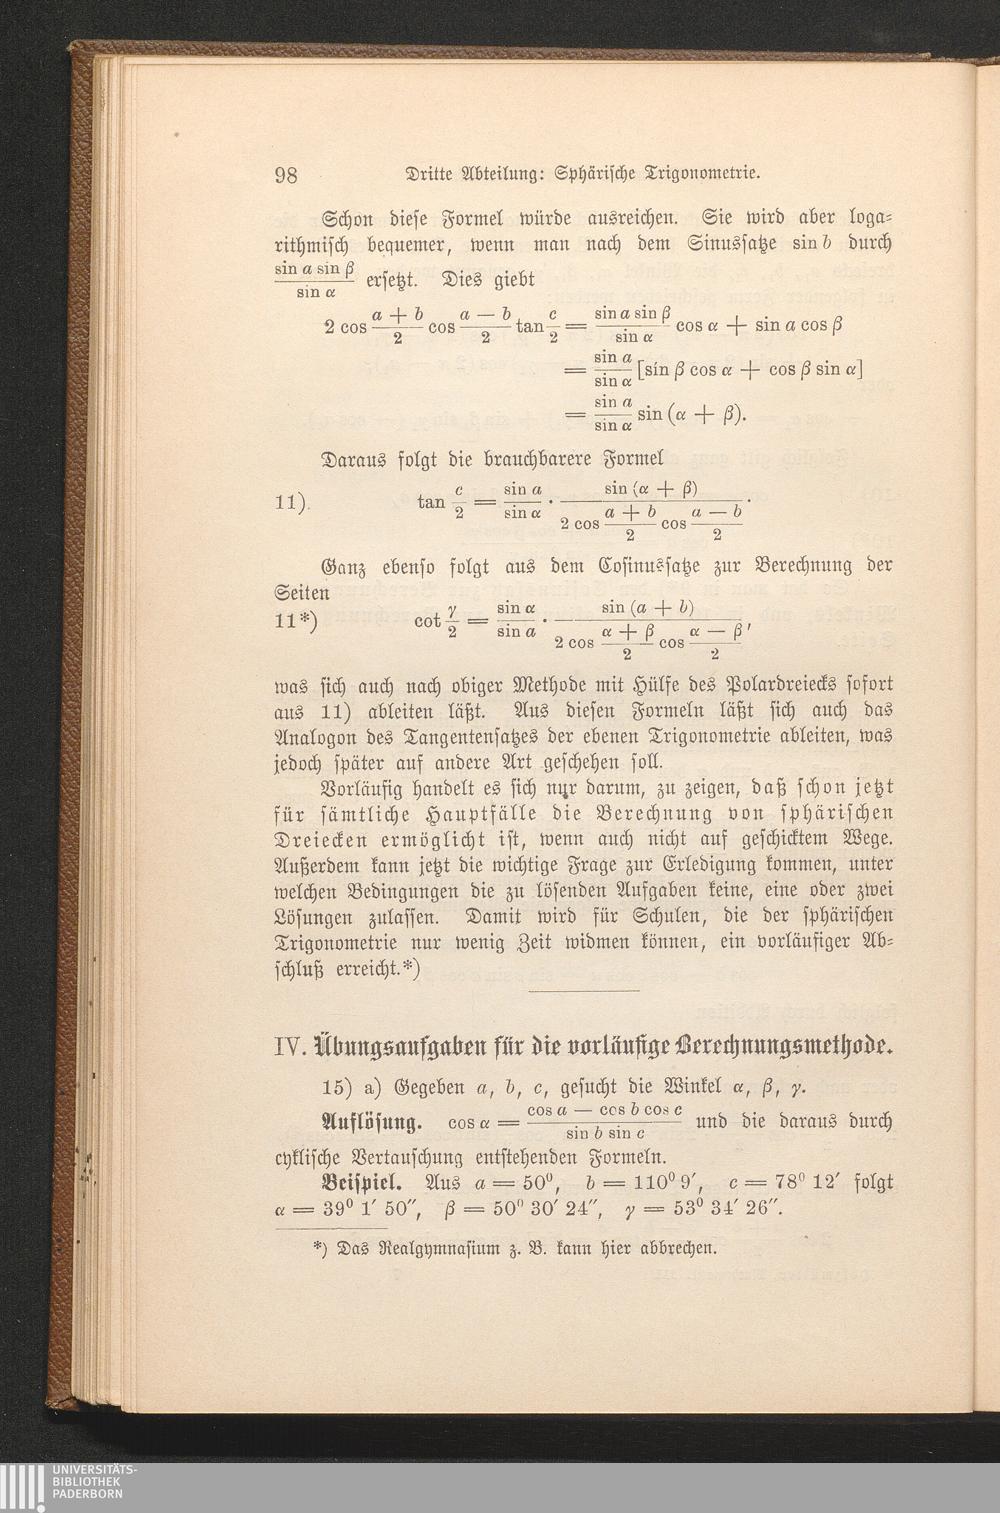 98 Dritte Abteilung: Sphärische Trigonometrie.
Schon diese Formel würde ausreichen. Sie wird aber loga-
rithmisch bequemer, wenn man nach dem Sinussatze sin b durch
(sin a sin β)/(sin α) ersetzt. Dies giebt
2 cos (a + b)/2 cos (a — b)/2 tan c/2 = (sin a sin β)/(sin α) cos α + sin a cos β
= (sin a)/(sin α) [sin β cos α + cos β sin α]
= (sin a)/(sin α) sin (α + β).
Daraus folgt die brauchbarere Formel
11) tan c/2 = (sin a)/(sin α) · (sin (α + β))/(2 cos (a + b)/2 cos (a — b)/2).
Ganz ebenso folgt aus dem Cosinussatze zur Berechnung der
Seiten
11*) cot γ/2 = (sin α)/(sin a) · (sin (a + b))/(2 cos (α + β)/2 cos (α — β)/2),
was sich auch nach obiger Methode mit Hülfe des Polardreiecks sofort
aus 11) ableiten läßt. Aus diesen Formeln läßt sich auch das
Analogon des Tangentensatzes der ebenen Trigonometrie ableiten, was
jedoch später auf andere Art geschehen soll.
Vorläufig handelt es sich nur darum, zu zeigen, daß schon jetzt
für sämtliche Hauptfälle die Berechnung von sphärischen
Dreiecken ermöglicht ist, wenn auch nicht auf geschicktem Wege.
Außerdem kann jetzt die wichtige Frage zur Erledigung kommen, unter
welchen Bedingungen die zu lösenden Aufgaben keine, eine oder zwei
Lösungen zulassen. Damit wird für Schulen, die der sphärischen
Trigonometrie nur wenig Zeit widmen können, ein vorläufiger Ab-
schluß erreicht.*)
IV. Übungsaufgaben für die vorläufige Berechnungsmethode.
15) a) Gegeben a, b, c, gesucht die Winkel α, β, γ.
Auflösung. cos α = (cos a — cos b cos c)/(sin b sin c) und die daraus durch
cyklische Vertauschung entstehenden Formeln.
Beispiel. Aus a = 50⁰, b = 110⁰ 9′, c = 78⁰ 12′ folgt
α = 39⁰ 1′ 50″, β = 50⁰ 30′ 24″, γ = 53⁰ 34′ 26″.
*) Das Realgymnasium z. B. kann hier abbrechen.
UNIVERSITÄTS-
BIBLIOTHEK
PADERBORN